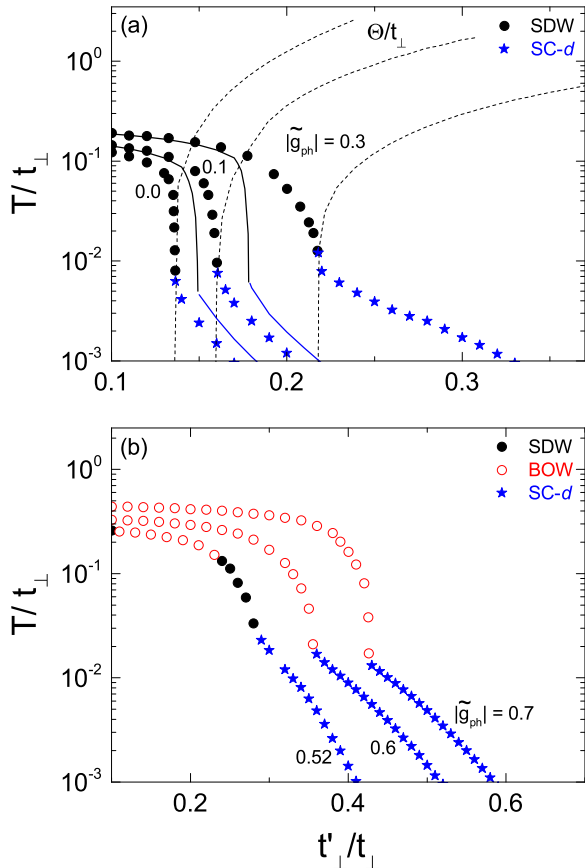 (a)
Θ/t⊥
SDW
SC-d
|g̃ph| = 0.3
0.1
0.0
T/t⊥
10^0
10^-1
10^-2
10^-3
0.1 0.2 0.3
(b)
SDW
BOW
SC-d
|g̃ph| = 0.7
0.6
0.52
T/t⊥
10^0
10^-1
10^-2
10^-3
0.2 0.4 0.6
t'⊥/t⊥